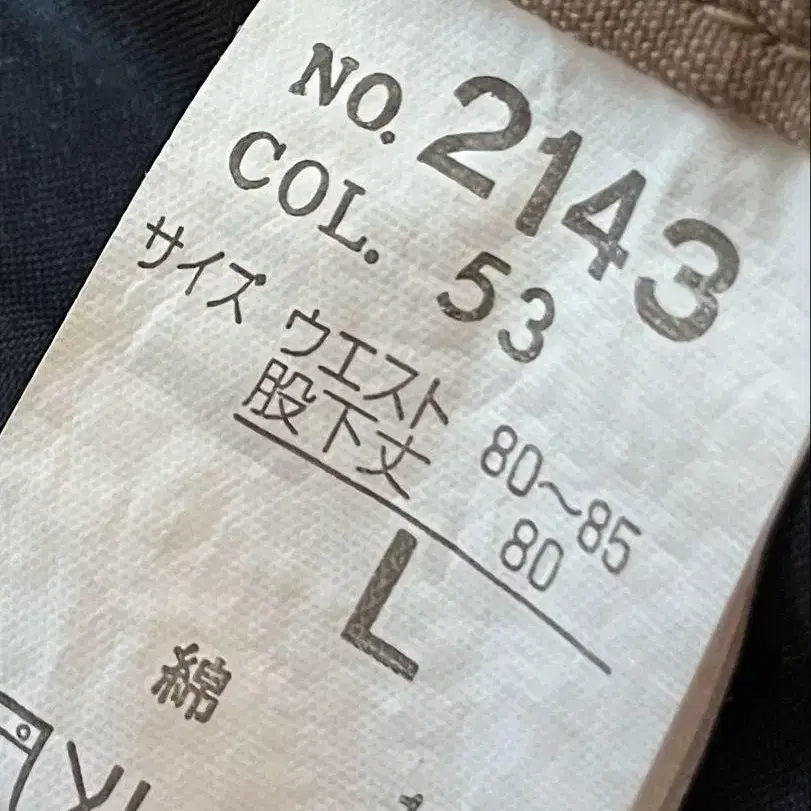 NO. 2143
COL. 53
サイズ ウエスト 80～85
股下丈 80
L
綿